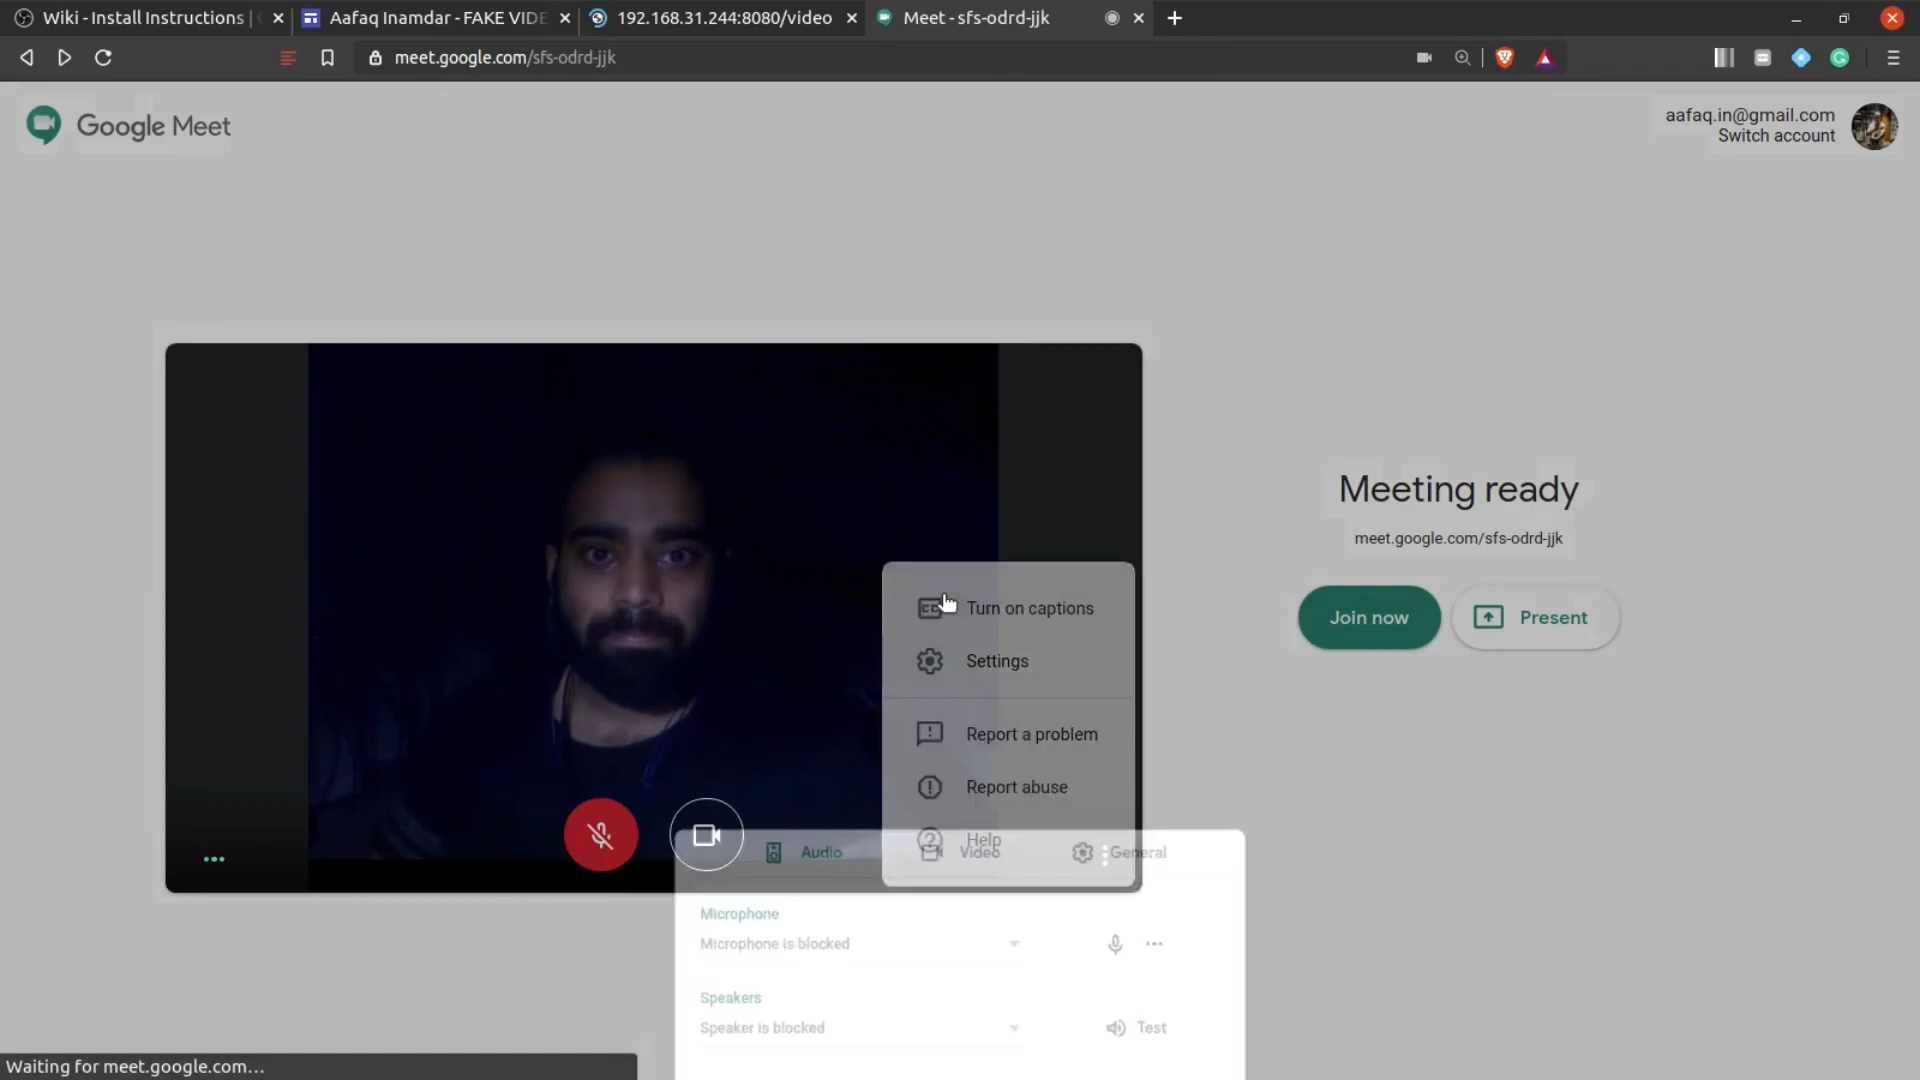 Wiki - Install Instructions |
Aafaq Inamdar - FAKE VIDE
192.168.31.244:8080/video
Meet - sfs-odrd-jjk
meet.google.com/sfs-odrd-jjk
Google Meet
aafaq.in@gmail.com
Switch account
Meeting ready
meet.google.com/sfs-odrd-jjk
Join now
Present
CC
Turn on captions
Settings
Report a problem
Report abuse
Help
Audio
Video
General
Microphone
Microphone is blocked
Speakers
Speaker is blocked
Test
Waiting for meet.google.com...